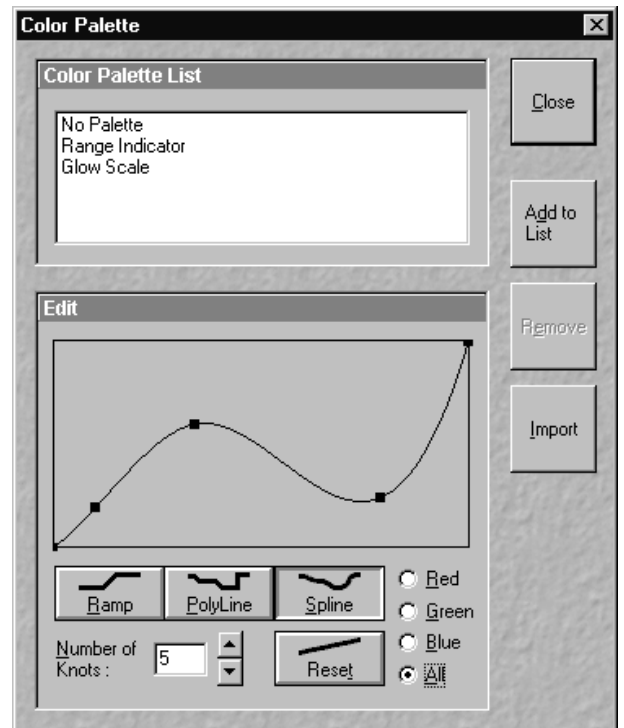 Color Palette
Color Palette List
No Palette
Range Indicator
Glow Scale
Close
Add to
List
Remove
Import
Edit
Ramp
PolyLine
Spline
Red
Green
Blue
All
Number of
Knots :
5
Reset